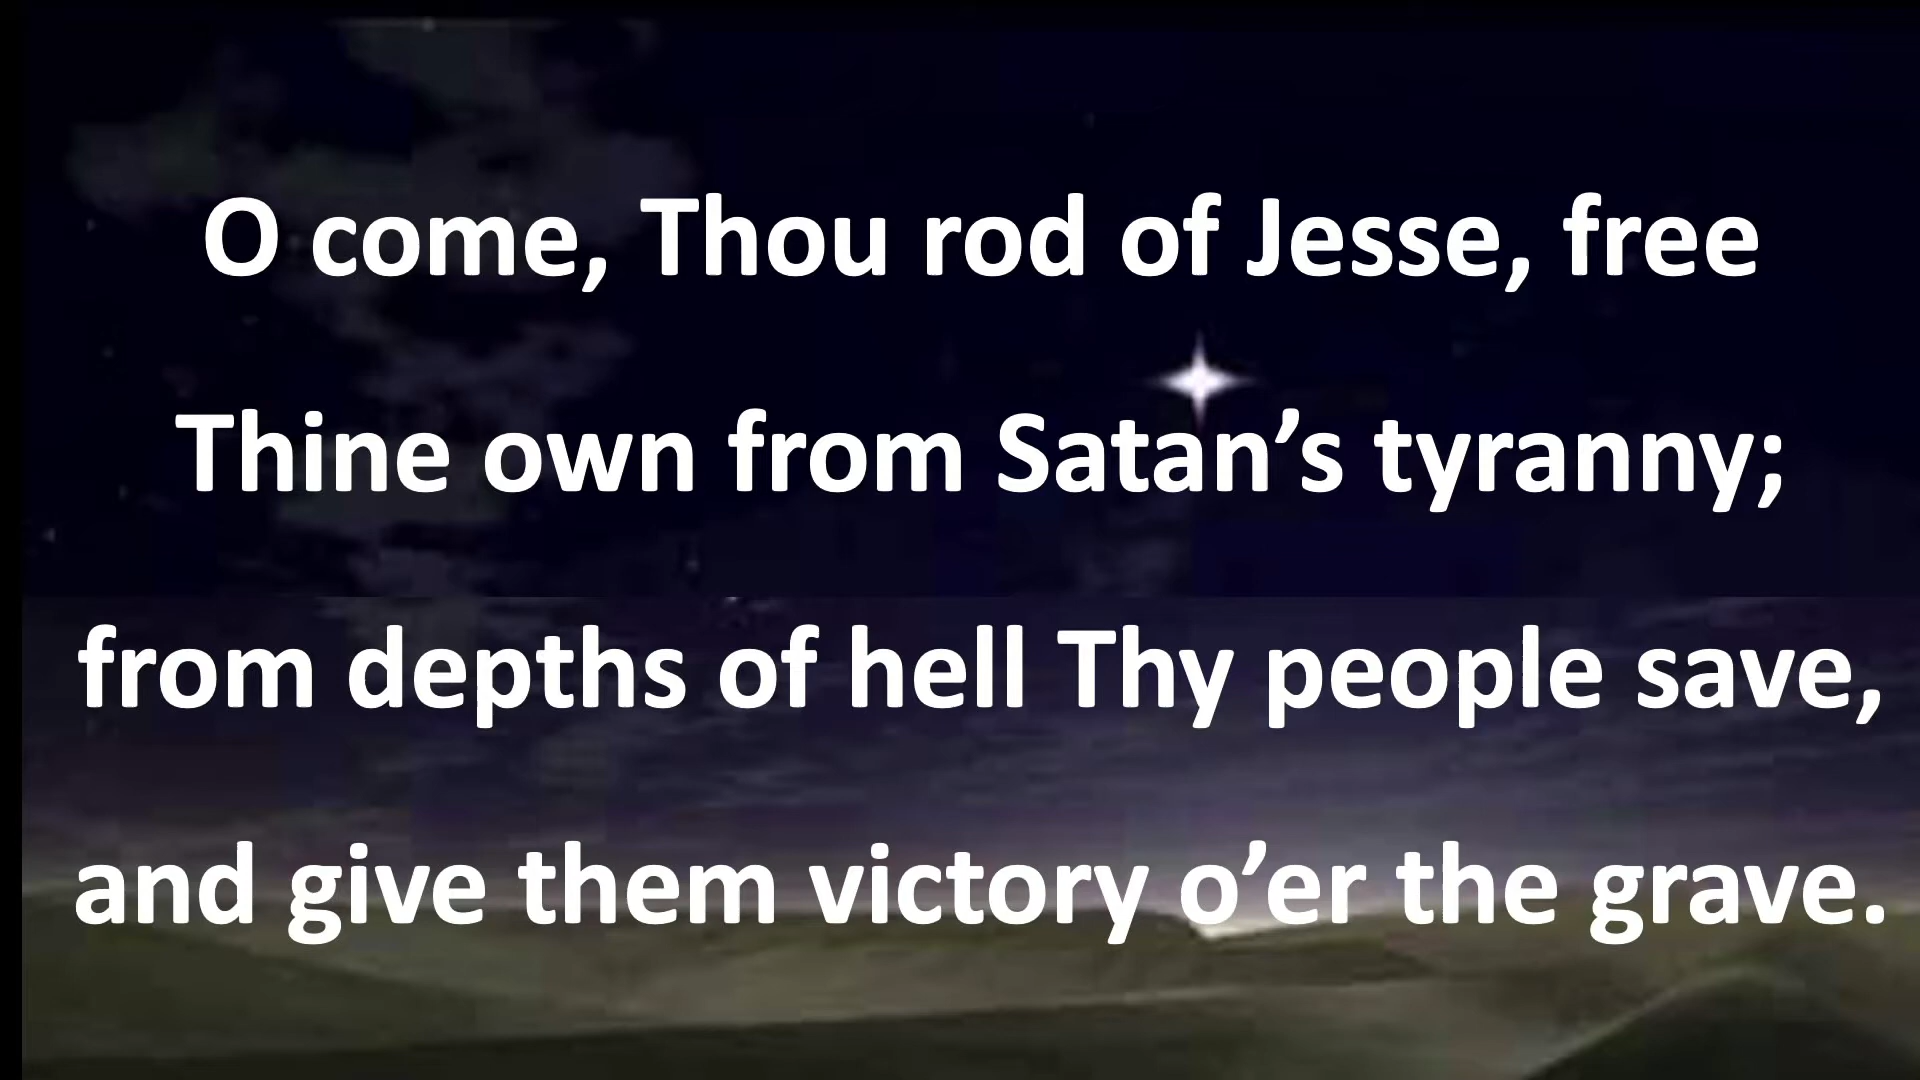 O come, Thou rod of Jesse, free
Thine own from Satan’s tyranny;
from depths of hell Thy people save,
and give them victory o’er the grave.